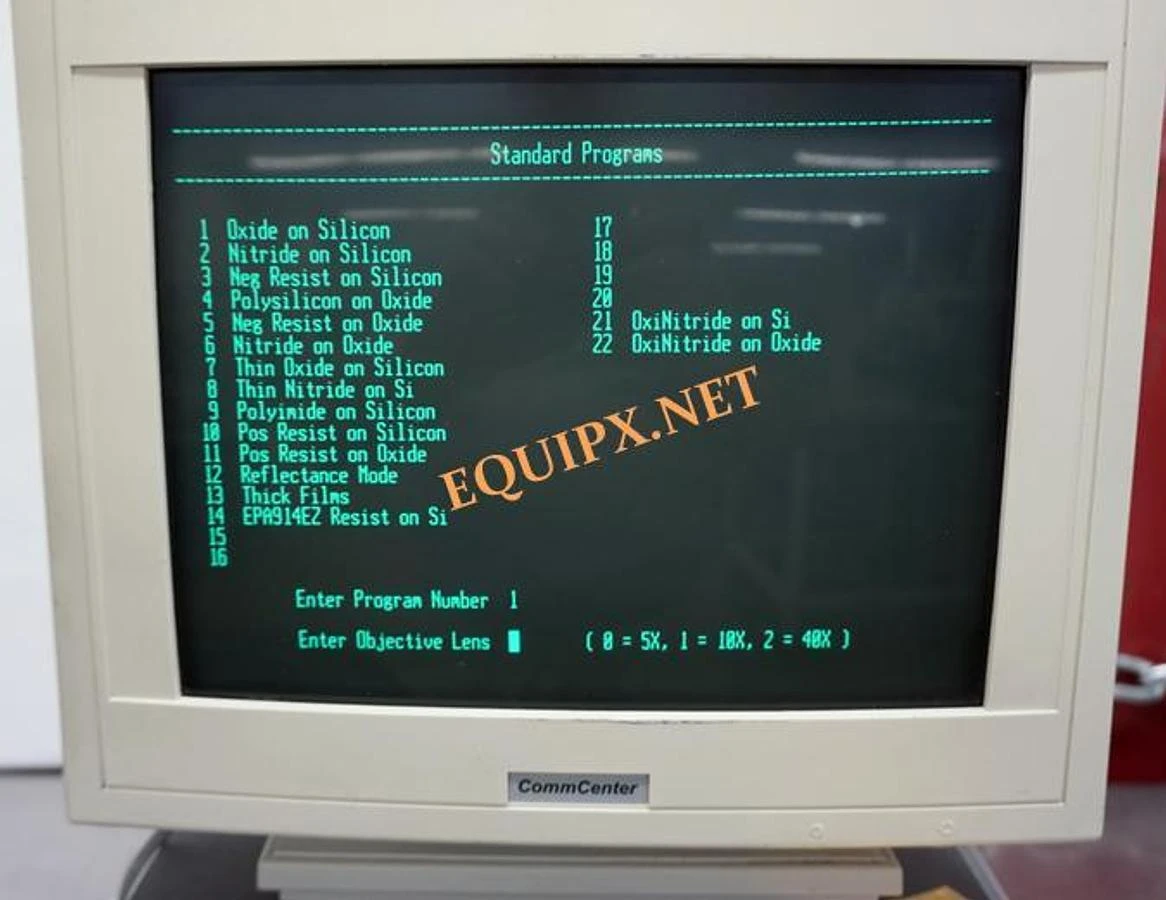 --------------------------------------------------
Standard Programs
--------------------------------------------------
1 Oxide on Silicon
2 Nitride on Silicon
3 Neg Resist on Silicon
4 Polysilicon on Oxide
5 Neg Resist on Oxide
6 Nitride on Oxide
7 Thin Oxide on Silicon
8 Thin Nitride on Si
9 Polyimide on Silicon
10 Pos Resist on Silicon
11 Pos Resist on Oxide
12 Reflectance Mode
13 Thick Films
14 EPA914EZ Resist on Si
15
16
17
18
19
20
21 OxiNitride on Si
22 OxiNitride on Oxide
EQUIPX.NET
Enter Program Number 1
Enter Objective Lens ( 0 = 5X, 1 = 10X, 2 = 40X )
CommCenter